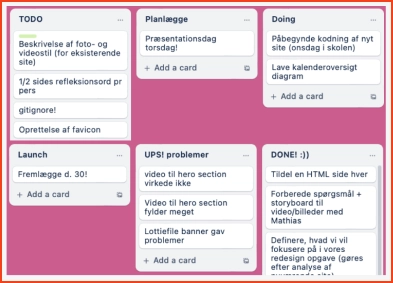 TODO
Beskrivelse af foto- og
videostil (for eksisterende
site)
1/2 sides refleksionsord pr
pers
gitignore!
Oprettelse af favicon
Planlægge
Præsentationsdag
torsdag!
+ Add a card
Doing
Påbegynde kodning af nyt
site (onsdag i skolen)
Lave kalenderoversigt
diagram
+ Add a card
Launch
Fremlægge d. 30!
+ Add a card
UPS! problemer
video til hero section
virkede ikke
Video til hero section
fylder meget
Lottiefile banner gav
problemer
+ Add a card
DONE! :))
Tildel en HTML side hver
Forberede spørgsmål +
storyboard til
video/billeder med
Mathias
Definere, hvad vi vil
fokusere på i vores
redesign opgave (gøres
efter analyse af